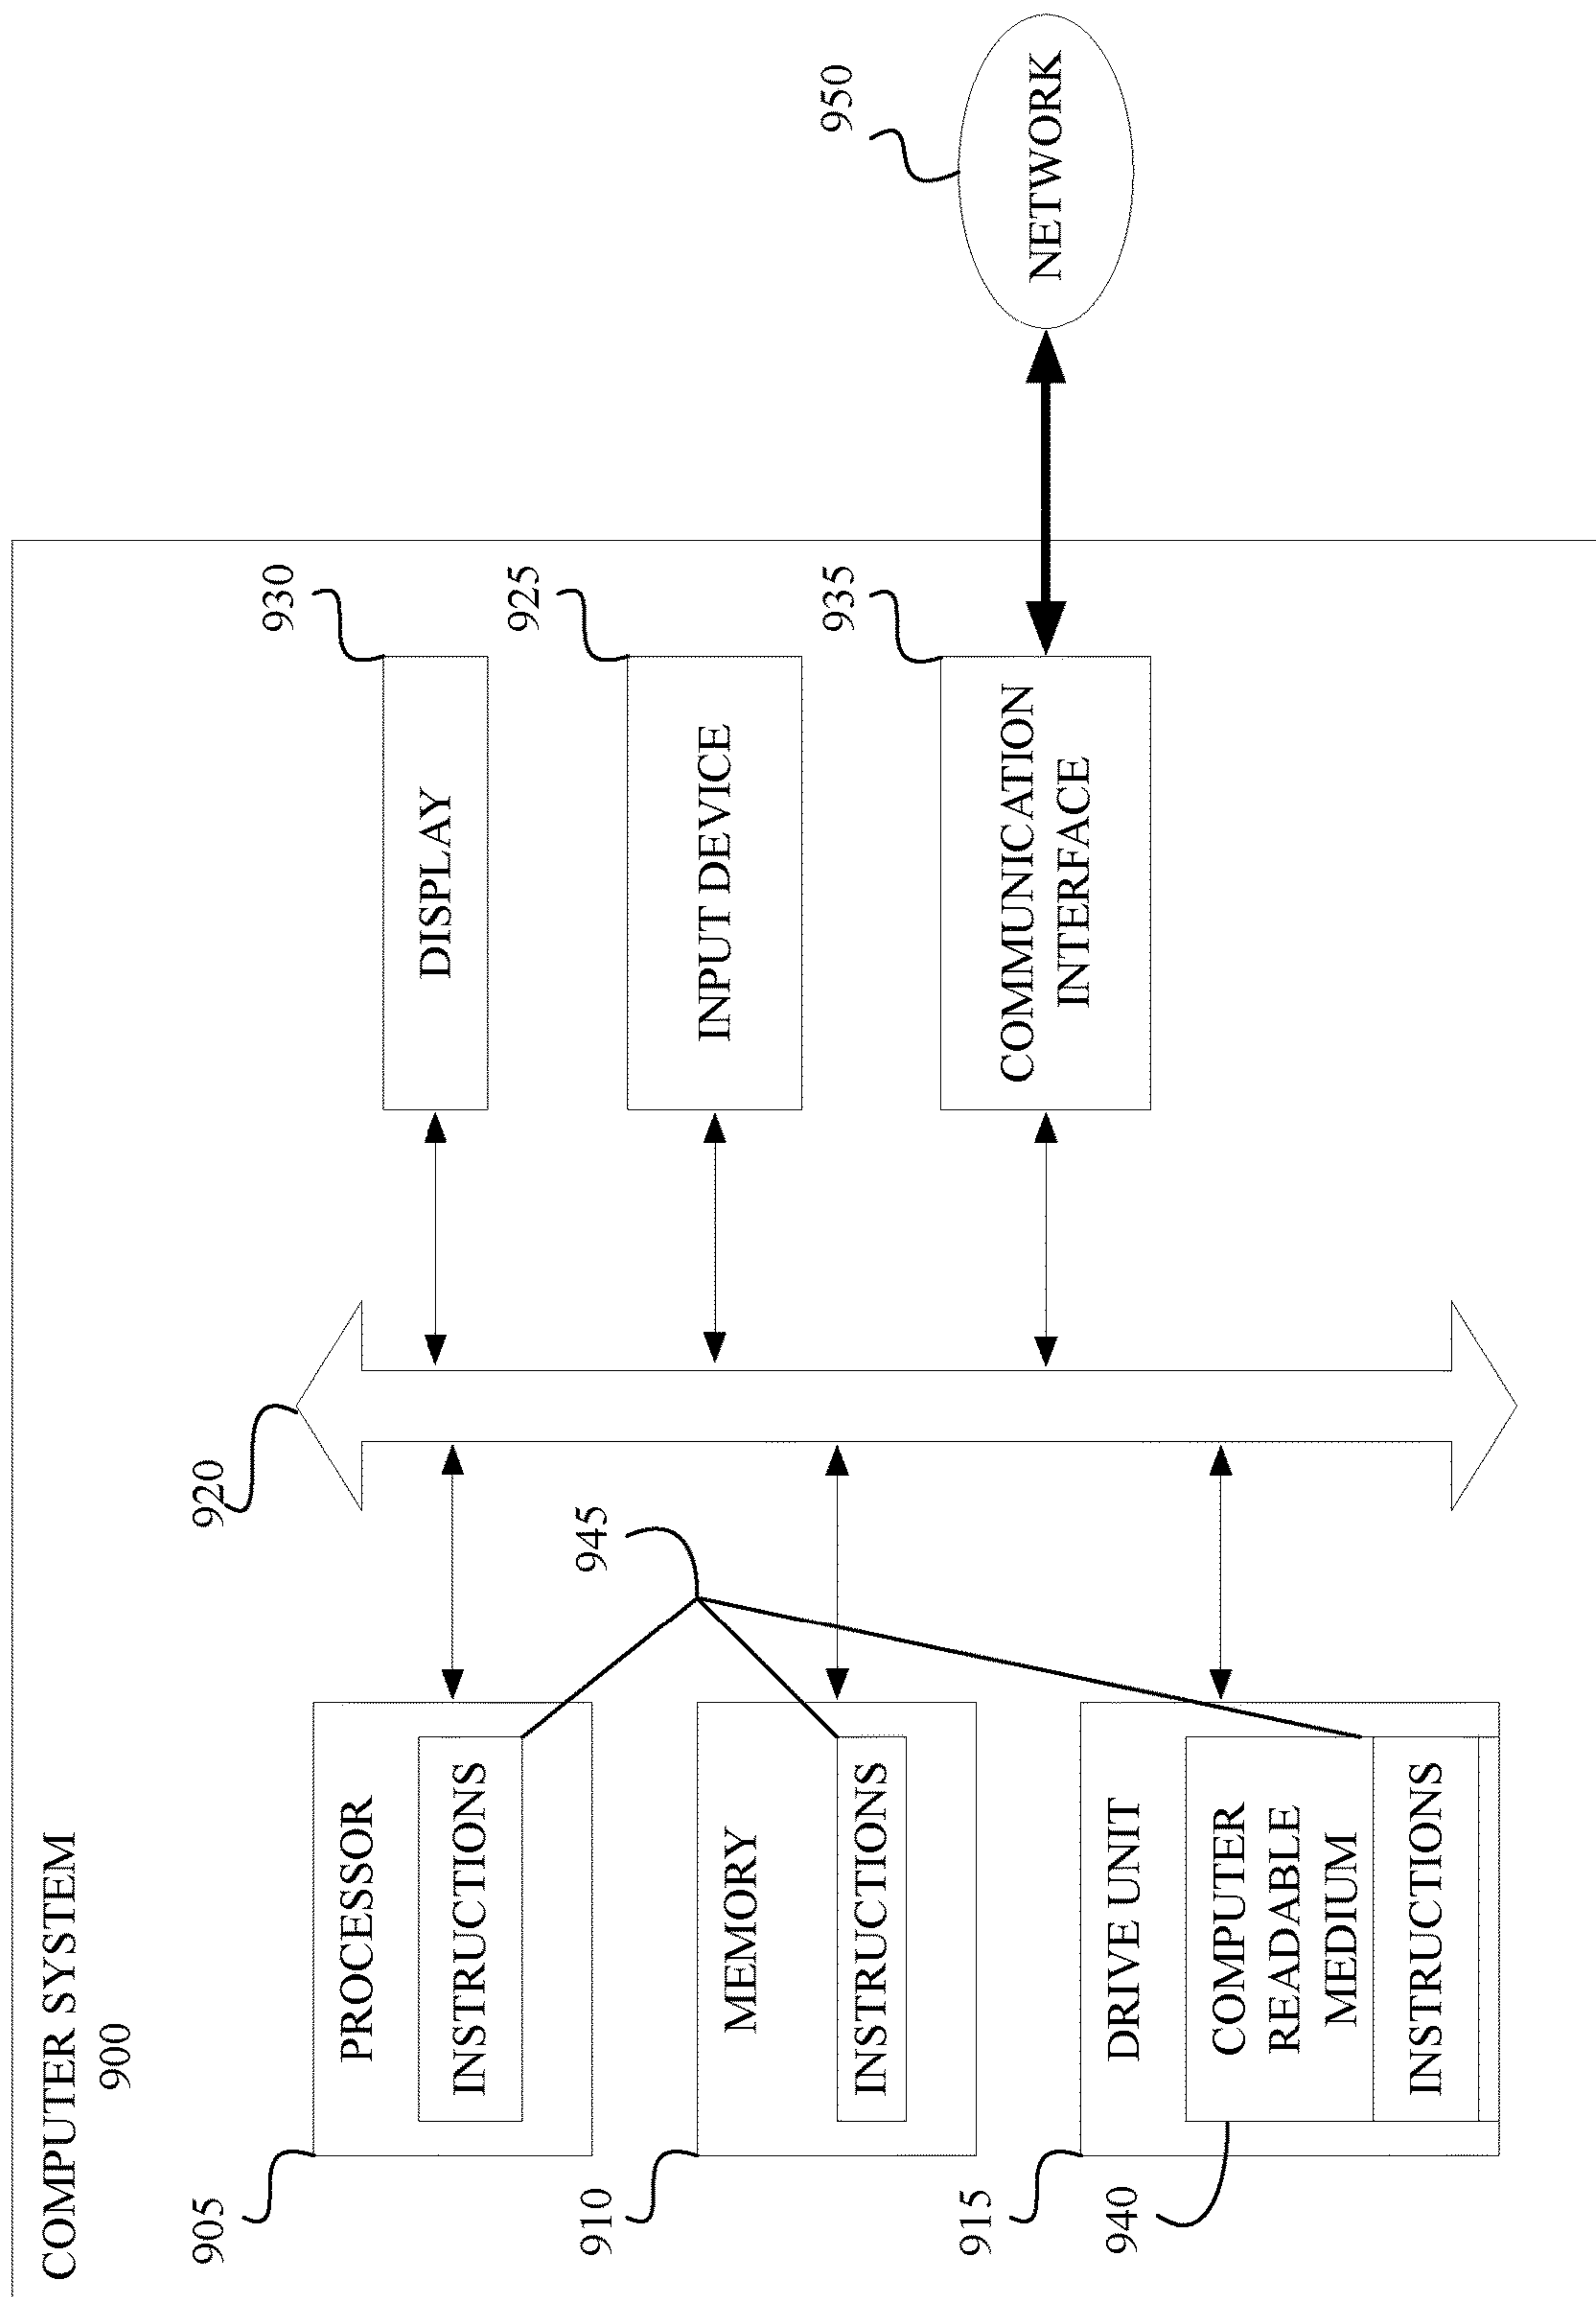 COMPUTER SYSTEM
900
905
PROCESSOR
INSTRUCTIONS
910
MEMORY
INSTRUCTIONS
915
DRIVE UNIT
940
COMPUTER
READABLE
MEDIUM
INSTRUCTIONS
945
920
930
DISPLAY
925
INPUT DEVICE
935
COMMUNICATION
INTERFACE
950
NETWORK